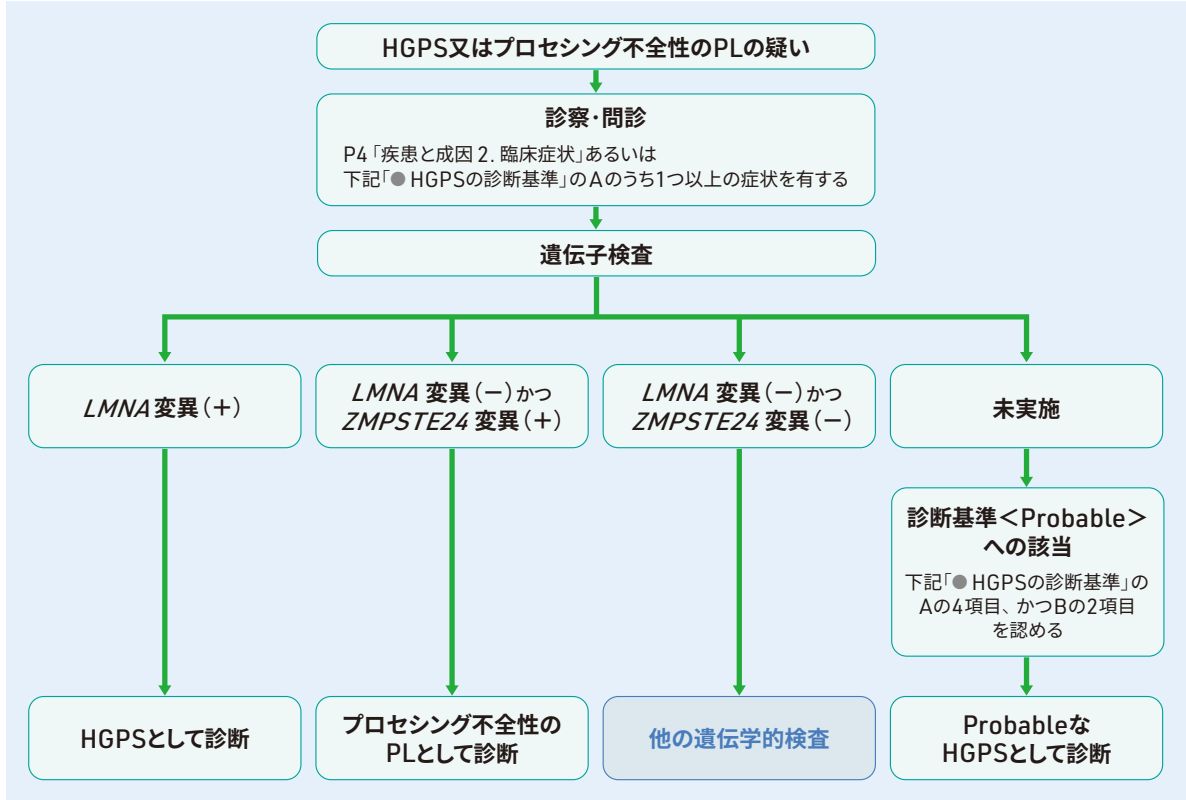 HGPS又はプロセシング不全性のPLの疑い
診察・問診
P4「疾患と成因 2. 臨床症状」あるいは
下記「● HGPSの診断基準」のAのうち1つ以上の症状を有する
遺伝子検査
LMNA 変異（＋）
LMNA 変異（－）かつ
ZMPSTE24 変異（＋）
LMNA 変異（－）かつ
ZMPSTE24 変異（－）
未実施
診断基準＜Probable＞
への該当
下記「● HGPSの診断基準」の
Aの4項目、かつBの2項目
を認める
HGPSとして診断
プロセシング不全性の
PLとして診断
他の遺伝学的検査
Probableな
HGPSとして診断